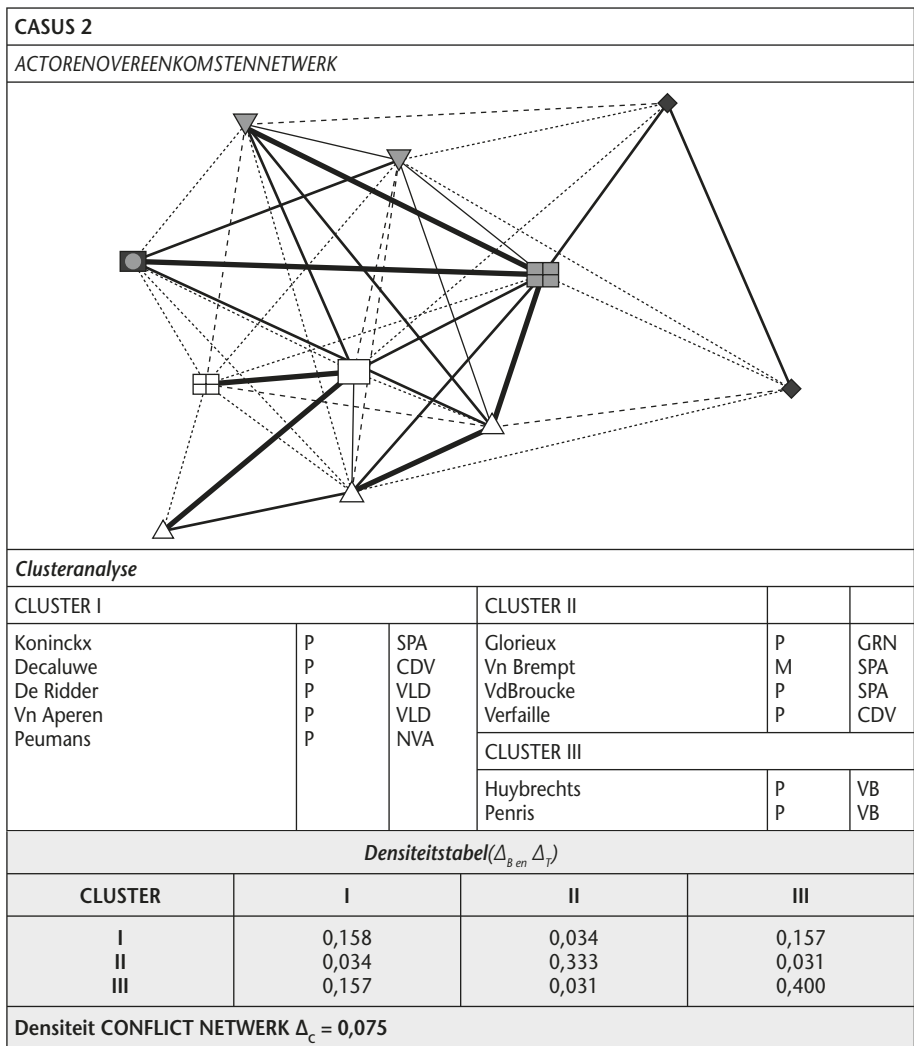 CASUS 2
ACTORENOVEREENKOMSTENNETWERK
Clusteranalyse
CLUSTER I
Koninckx P SPA
Decaluwe P CDV
De Ridder P VLD
Vn Aperen P VLD
Peumans P NVA
CLUSTER II
Glorieux P GRN
Vn Brempt M SPA
VdBroucke P SPA
Verfaille P CDV
CLUSTER III
Huybrechts P VB
Penris P VB
Densiteitstabel(Δ_B en Δ_T)
CLUSTER I II III
I 0,158 0,034 0,157
II 0,034 0,333 0,031
III 0,157 0,031 0,400
Densiteit CONFLICT NETWERK Δ_c = 0,075